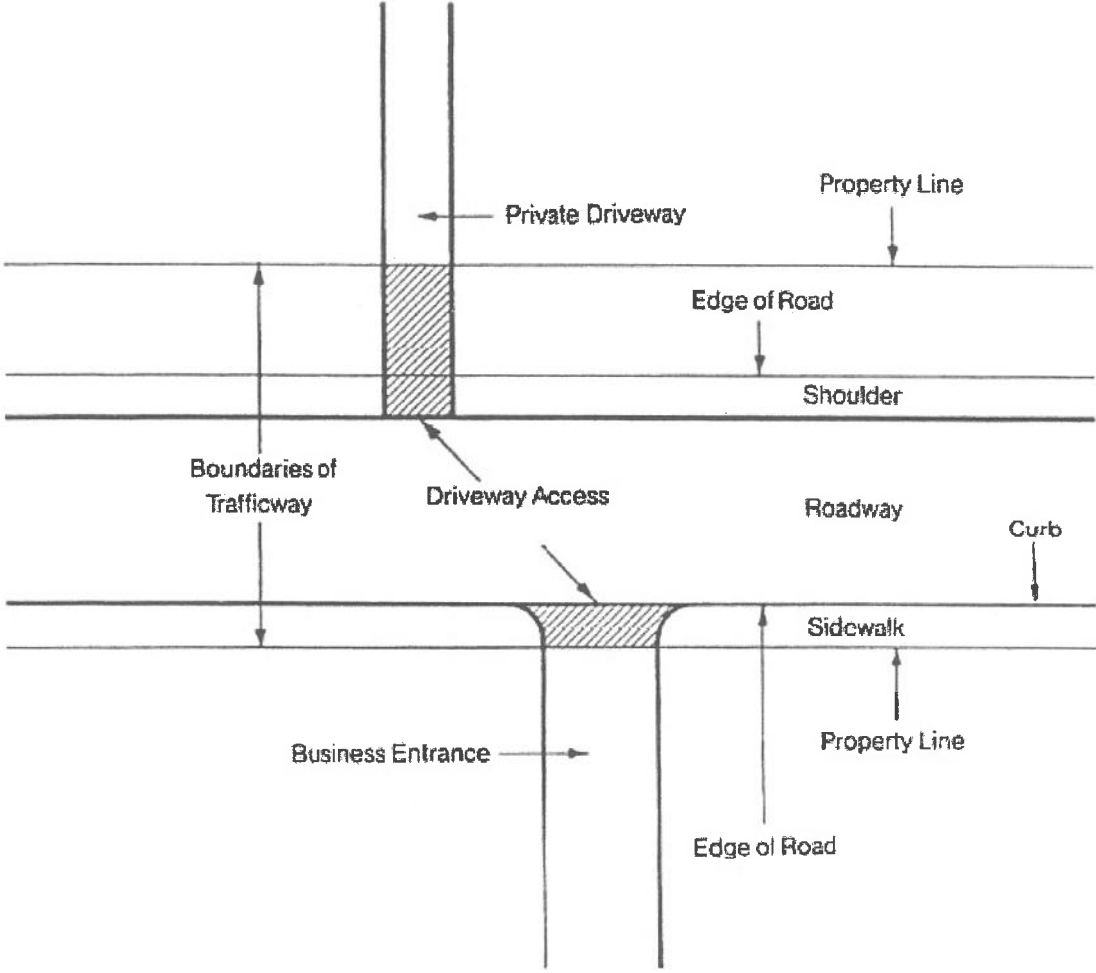 Property Line
Private Driveway
Edge of Road
Shoulder
Boundaries of
Trafficway
Driveway Access
Roadway
Curb
Sidewalk
Business Entrance
Property Line
Edge of Road